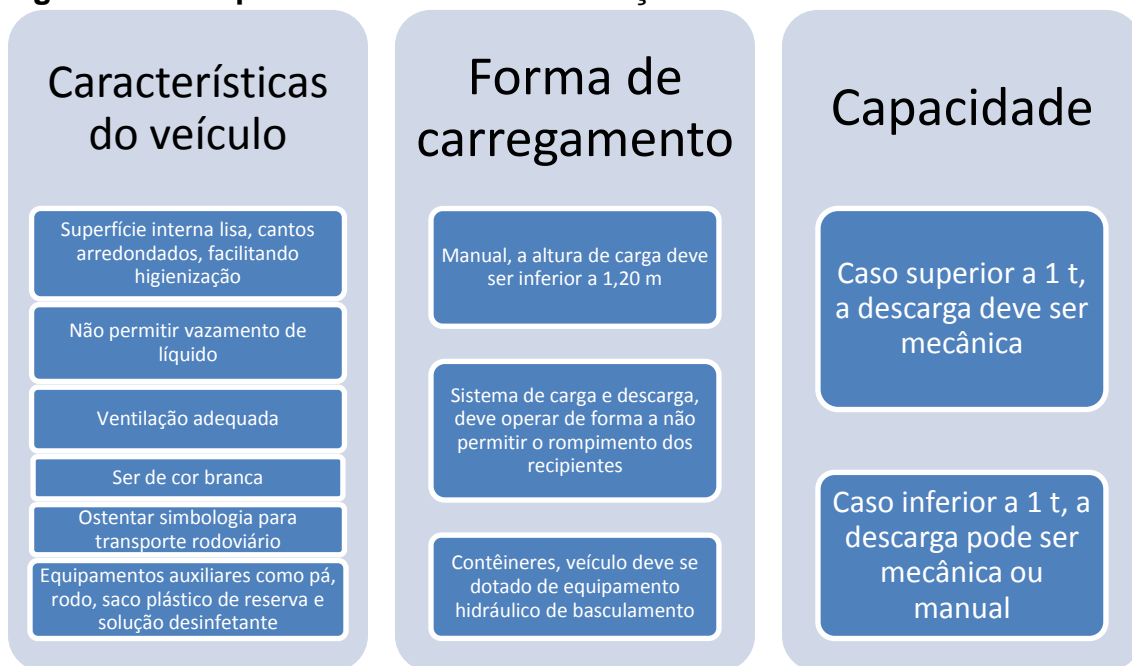 Características
do veículo
Superfície interna lisa, cantos
arredondados, facilitando
higienização
Não permitir vazamento de
líquido
Ventilação adequada
Ser de cor branca
Ostentar simbologia para
transporte rodoviário
Equipamentos auxiliares como pá,
rodo, saco plástico de reserva e
solução desinfetante
Forma de
carregamento
Manual, a altura de carga deve
ser inferior a 1,20 m
Sistema de carga e descarga,
deve operar de forma a não
permitir o rompimento dos
recipientes
Contêineres, veículo deve se
dotado de equipamento
hidráulico de basculamento
Capacidade
Caso superior a 1 t,
a descarga deve ser
mecânica
Caso inferior a 1 t, a
descarga pode ser
mecânica ou
manual